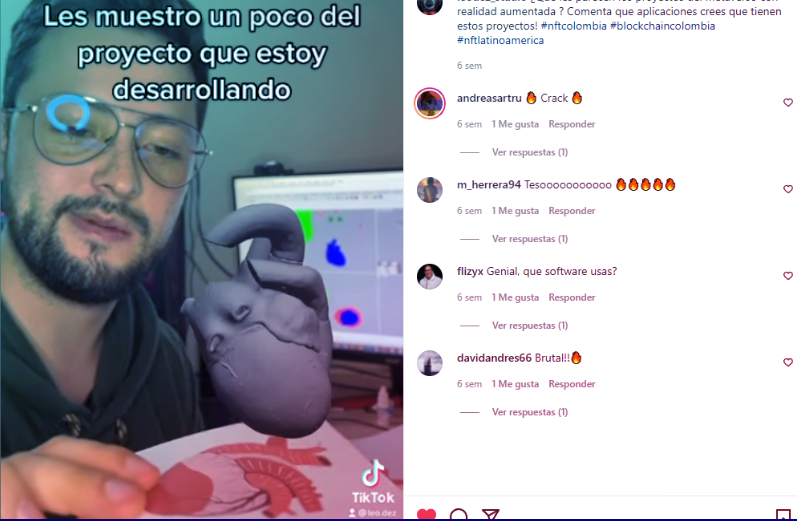 Les muestro un poco del
proyecto que estoy
desarrollando
TikTok
@leo.dez
realidad aumentada ? Comenta que aplicaciones crees que tienen
estos proyectos! #nftcolombia #blockchaincolombia
#nftlatinoamerica
6 sem
andreasartru 🔥 Crack 🔥
6 sem 1 Me gusta Responder
Ver respuestas (1)
m_herrera94 Tesooooooooooo 🔥🔥🔥🔥🔥
6 sem 1 Me gusta Responder
Ver respuestas (1)
flizyx Genial, que software usas?
6 sem 1 Me gusta Responder
Ver respuestas (1)
davidandres66 Brutal!!🔥
6 sem 1 Me gusta Responder
Ver respuestas (1)